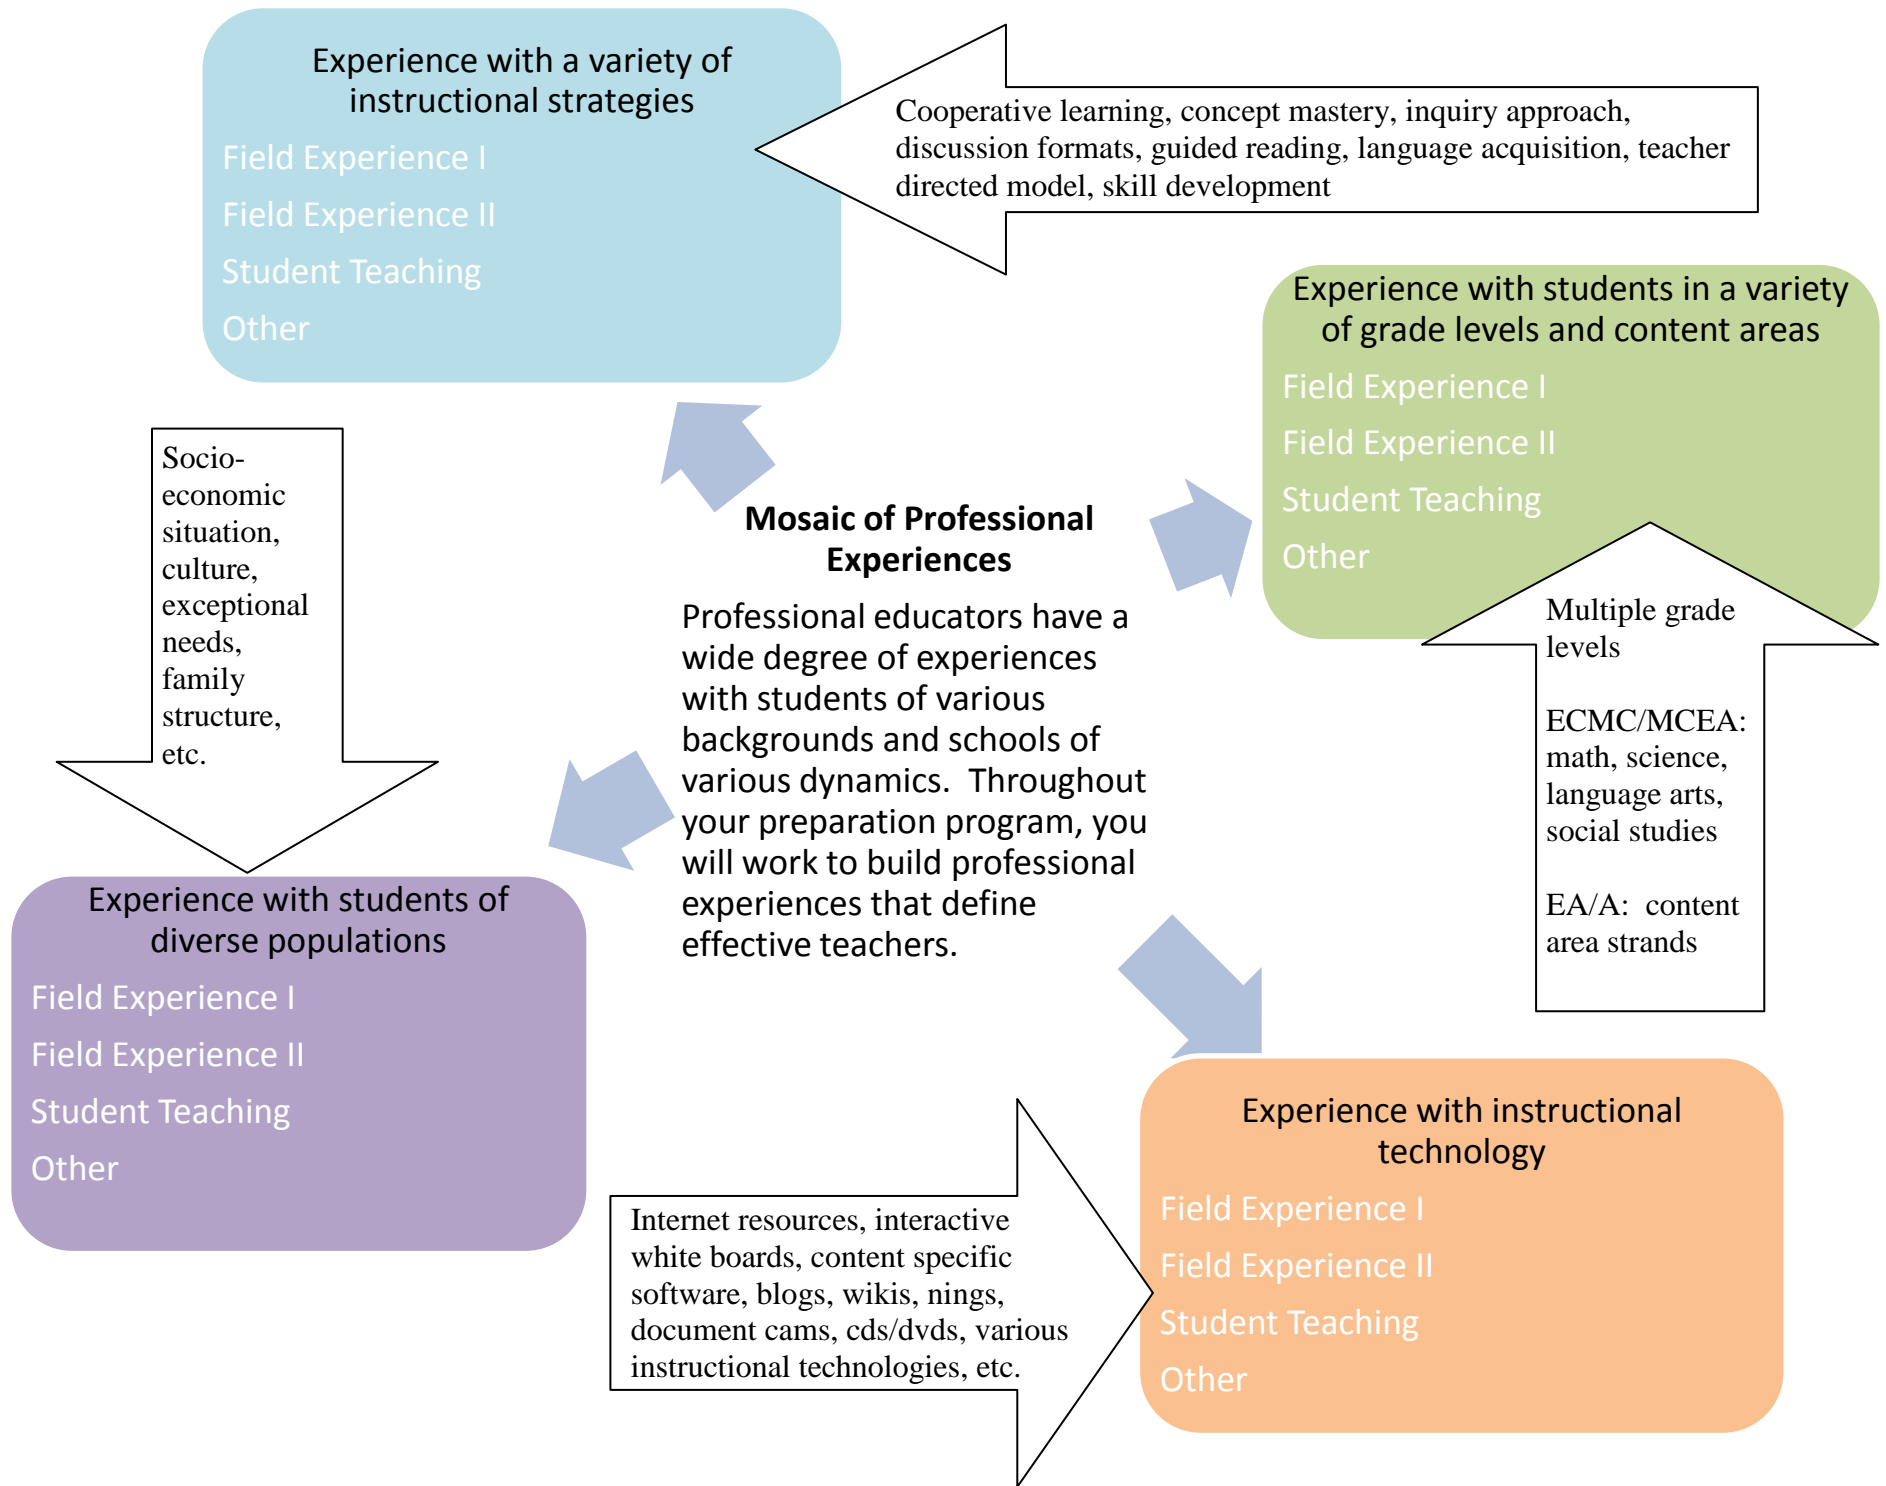 Experience with a variety of
instructional strategies
Field Experience I
Field Experience II
Student Teaching
Other
Cooperative learning, concept mastery, inquiry approach,
discussion formats, guided reading, language acquisition, teacher
directed model, skill development
Experience with students in a variety
of grade levels and content areas
Field Experience I
Field Experience II
Student Teaching
Other
Multiple grade
levels
ECMC/MCEA:
math, science,
language arts,
social studies
EA/A:  content
area strands
Socio-
economic
situation,
culture,
exceptional
needs,
family
structure,
etc.
Mosaic of Professional
Experiences
Professional educators have a
wide degree of experiences
with students of various
backgrounds and schools of
various dynamics.  Throughout
your preparation program, you
will work to build professional
experiences that define
effective teachers.
Experience with students of
diverse populations
Field Experience I
Field Experience II
Student Teaching
Other
Internet resources, interactive
white boards, content specific
software, blogs, wikis, nings,
document cams, cds/dvds, various
instructional technologies, etc.
Experience with instructional
technology
Field Experience I
Field Experience II
Student Teaching
Other